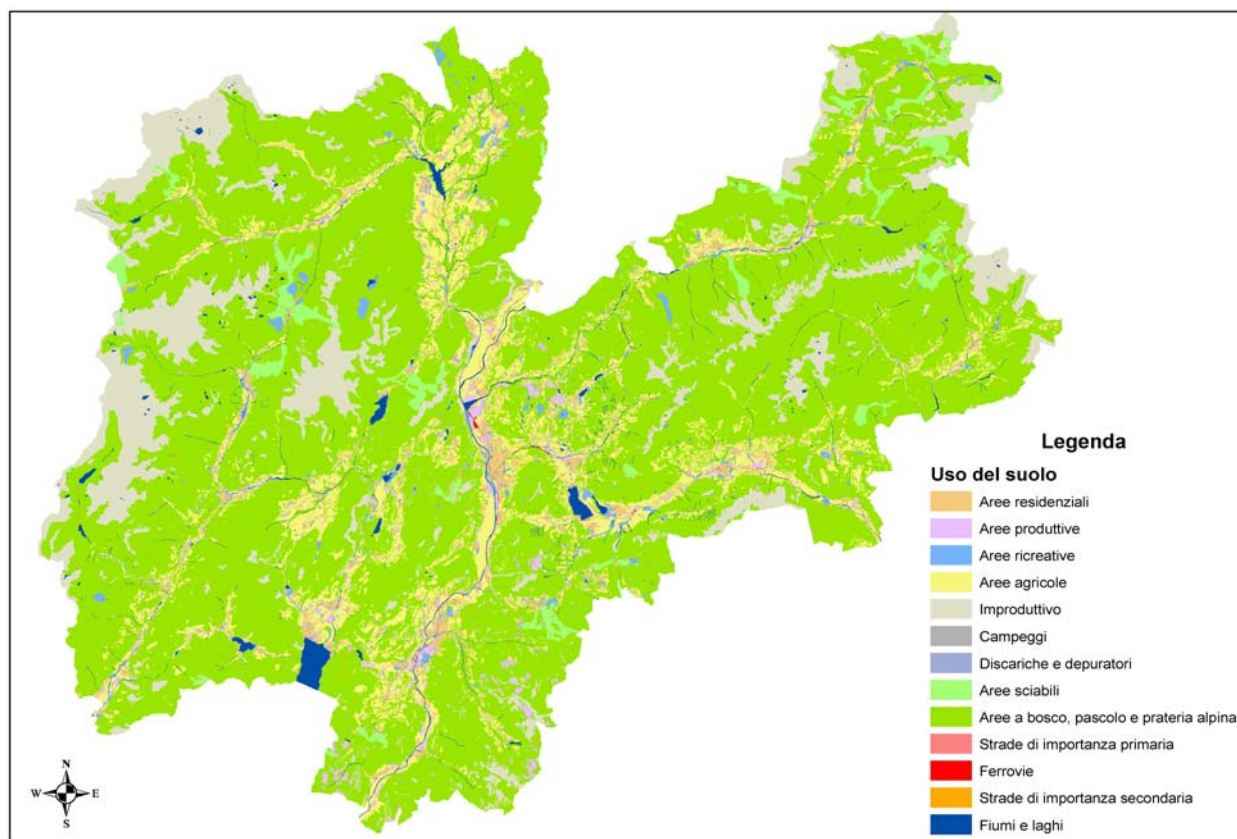 Legenda
Uso del suolo
Aree residenziali
Aree produttive
Aree ricreative
Aree agricole
Improduttivo
Campeggi
Discariche e depuratori
Aree sciabili
Aree a bosco, pascolo e prateria alpina
Strade di importanza primaria
Ferrovie
Strade di importanza secondaria
Fiumi e laghi
N
W E
S